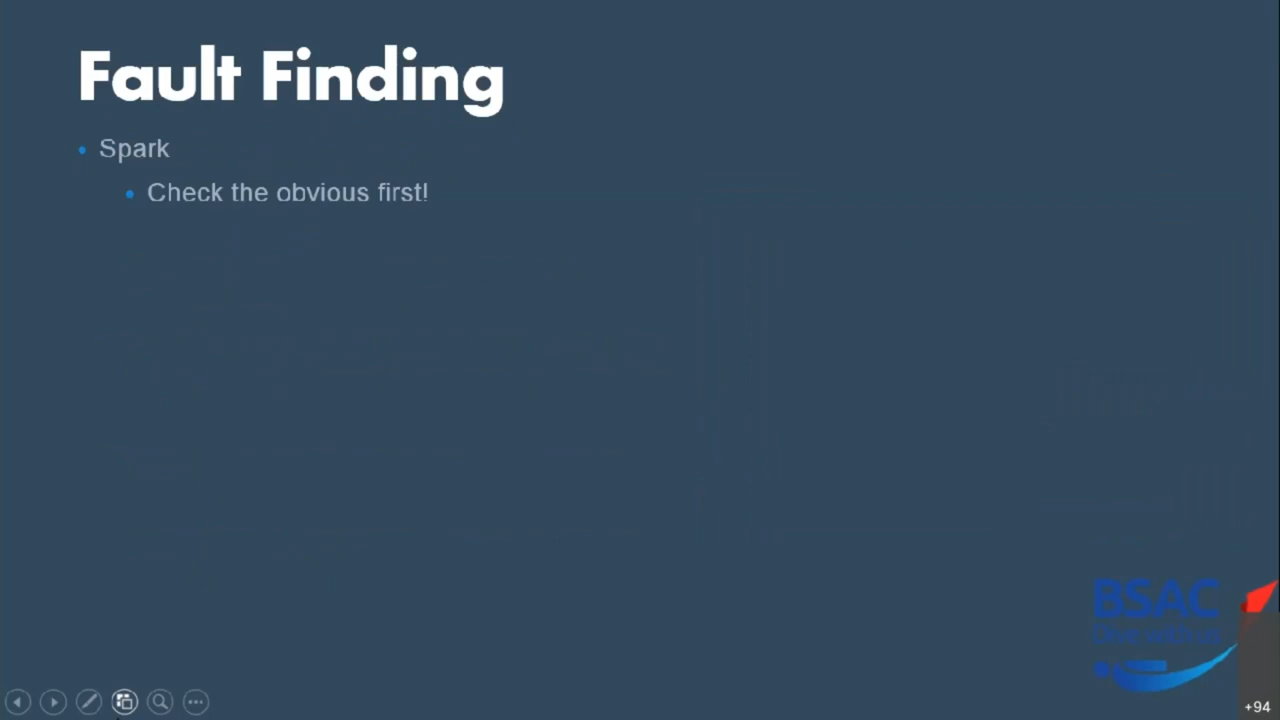 Fault Finding
Spark
Check the obvious first!
BSAC
Dive with us
+94